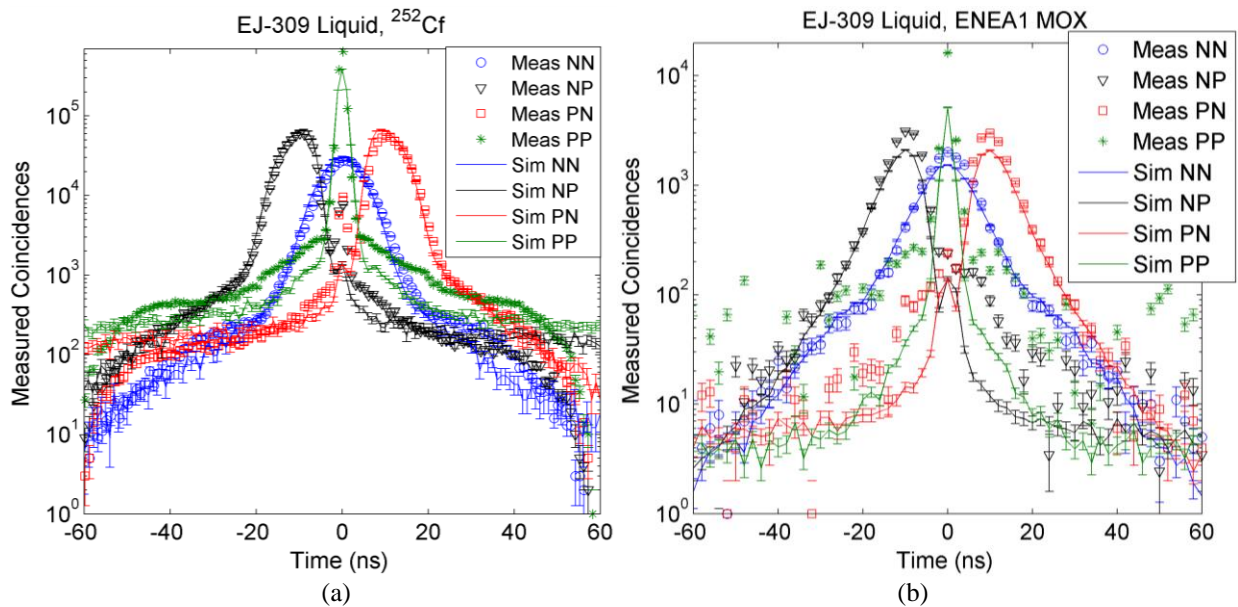 EJ-309 Liquid, ²⁵²Cf
Meas NN
Meas NP
Meas PN
Meas PP
Sim NN
Sim NP
Sim PN
Sim PP
Measured Coincidences
10⁵
10⁴
10³
10²
10¹
10⁰
-60 -40 -20 0 20 40 60
Time (ns)
(a)
EJ-309 Liquid, ENEA1 MOX
Meas NN
Meas NP
Meas PN
Meas PP
Sim NN
Sim NP
Sim PN
Sim PP
Measured Coincidences
10⁴
10³
10²
10¹
10⁰
-60 -40 -20 0 20 40 60
Time (ns)
(b)